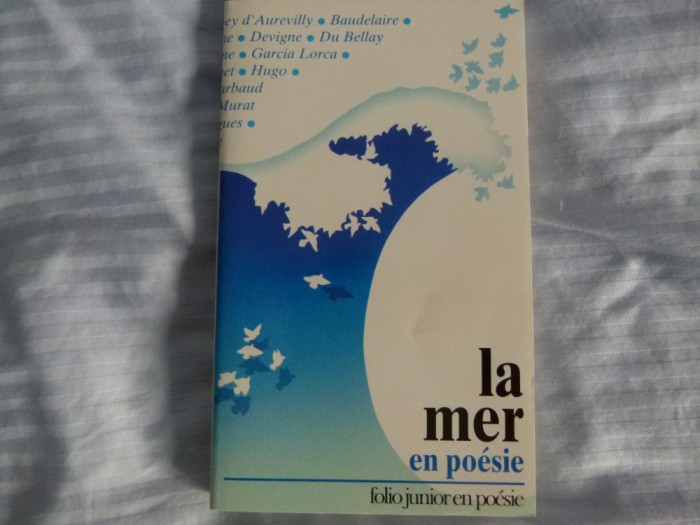 ey d'Aurevilly • Baudelaire •
ne • Devigne • Du Bellay
ne • Garcia Lorca •
et • Hugo •
arbaud
Murat
gues •
la
mer
en poésie
folio junior en poésie